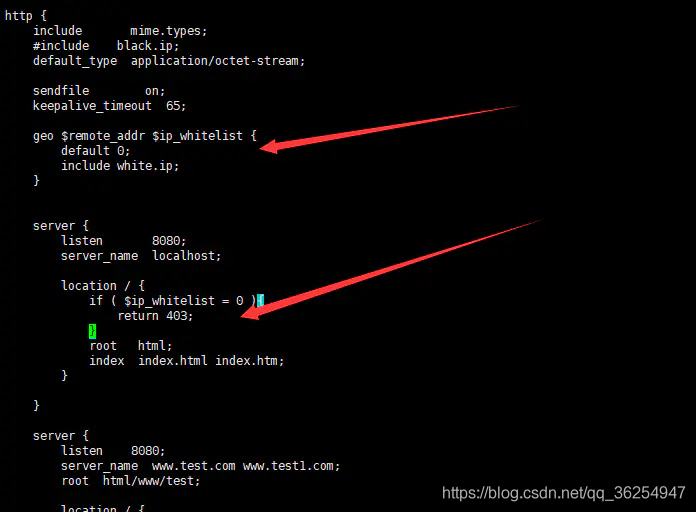 http {
    include       mime.types;
    #include    black.ip;
    default_type  application/octet-stream;
    sendfile        on;
    keepalive_timeout  65;
    geo $remote_addr $ip_whitelist {
        default 0;
        include white.ip;
    }
    server {
        listen       8080;
        server_name  localhost;
        location / {
            if ( $ip_whitelist = 0 ){
                return 403;
            }
            root   html;
            index  index.html index.htm;
        }
    }
    server {
        listen    8080;
        server_name  www.test.com www.test1.com;
        root  html/www/test;
        location / {
https://blog.csdn.net/qq_36254947